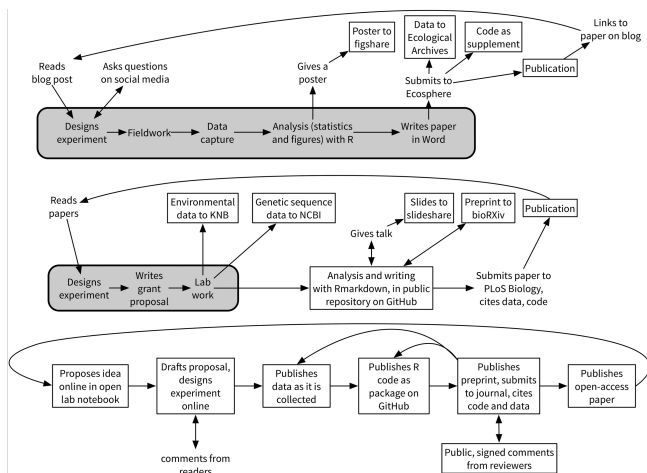 Reads
blog post
Asks questions
on social media
Gives a
poster
Poster to
figshare
Data to
Ecological
Archives
Code as
supplement
Submits to
Ecosphere
Publication
Links to
paper on blog
Designs
experiment
Fieldwork
Data
capture
Analysis (statistics
and figures) with R
Writes paper
in Word
Reads
papers
Environmental
data to KNB
Genetic sequence
data to NCBI
Gives talk
Slides to
slideshare
Preprint to
bioRXiv
Publication
Designs
experiment
Writes
grant
proposal
Lab
work
Analysis and writing
with Rmarkdown, in public
repository on GitHub
Submits paper to
PLoS Biology,
cites data, code
Proposes idea
online in open
lab notebook
Drafts proposal,
designs
experiment
online
Publishes
data as it is
collected
Publishes R
code as
package on
GitHub
Publishes
preprint, submits
to journal, cites
code and data
Publishes
open-access
paper
comments from
readers
Public, signed comments
from reviewers